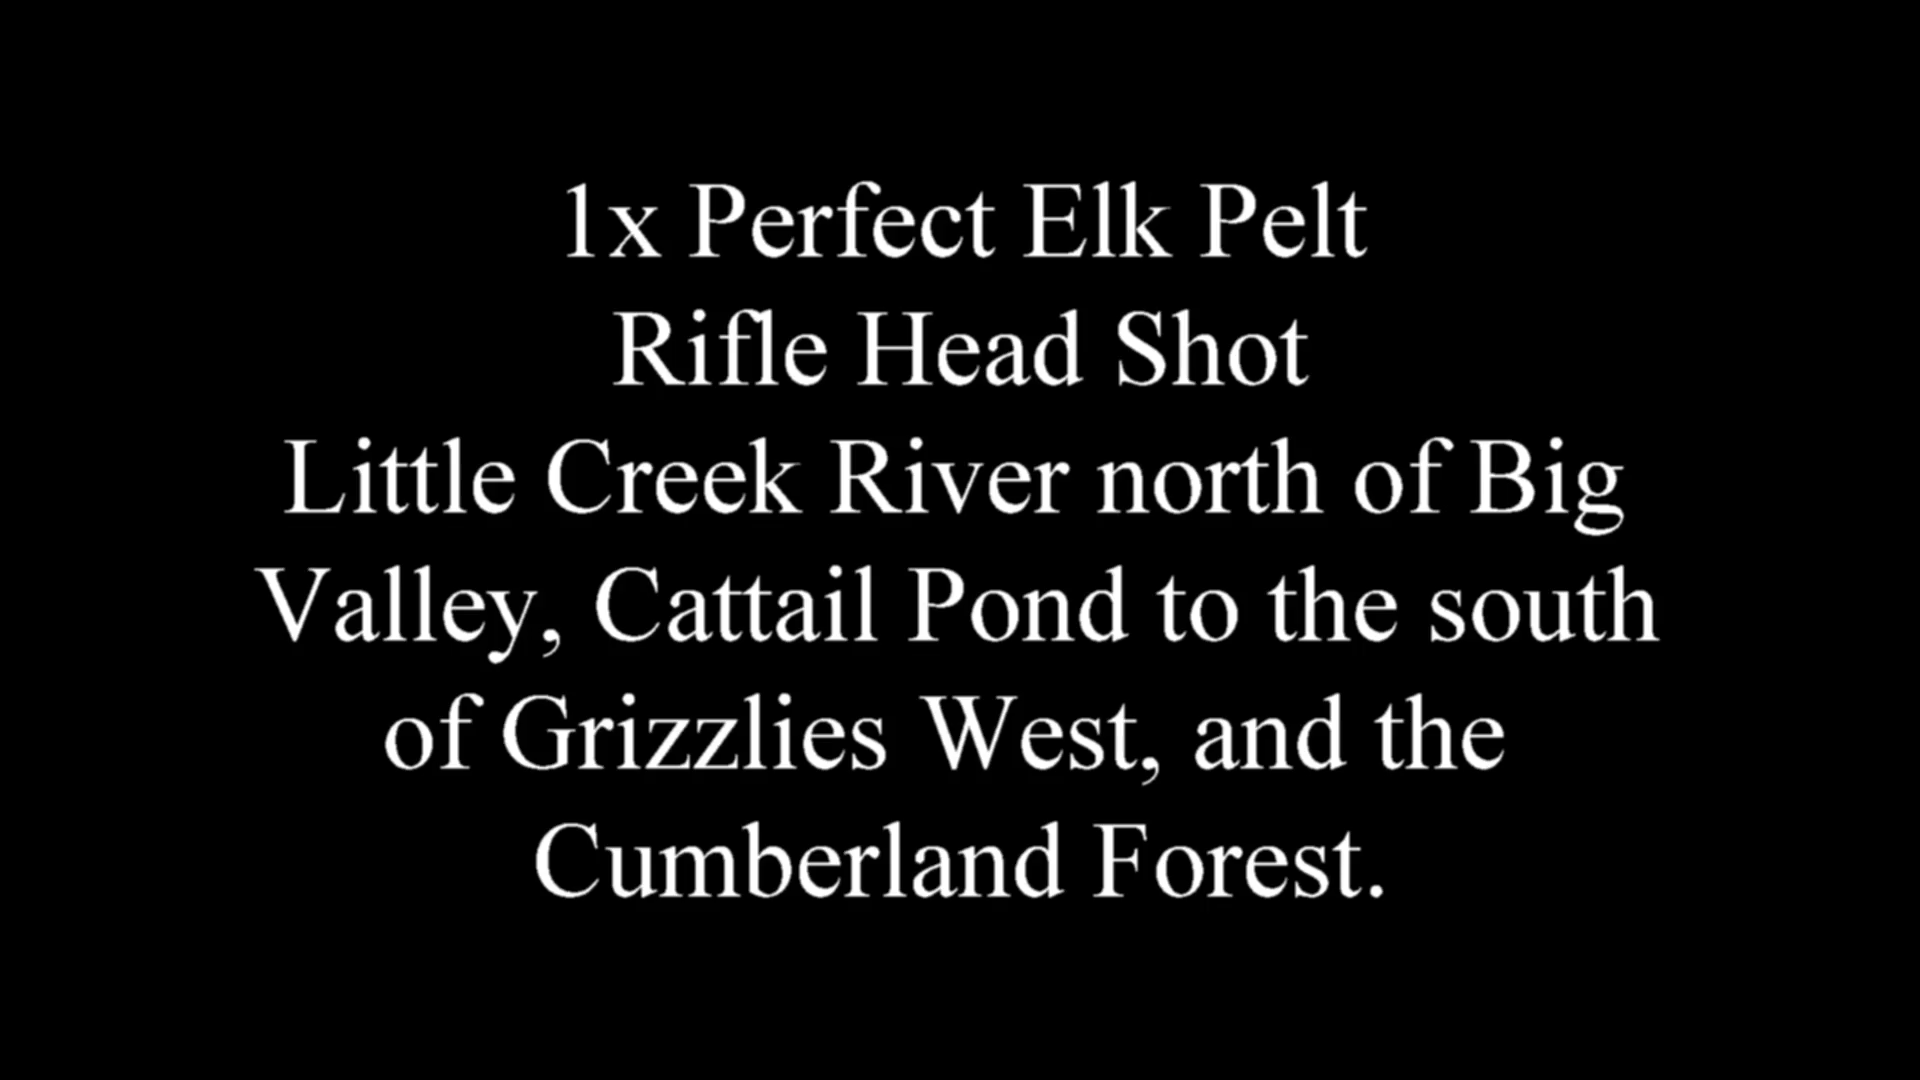 1x Perfect Elk Pelt
Rifle Head Shot
Little Creek River north of Big
Valley, Cattail Pond to the south
of Grizzlies West, and the
Cumberland Forest.